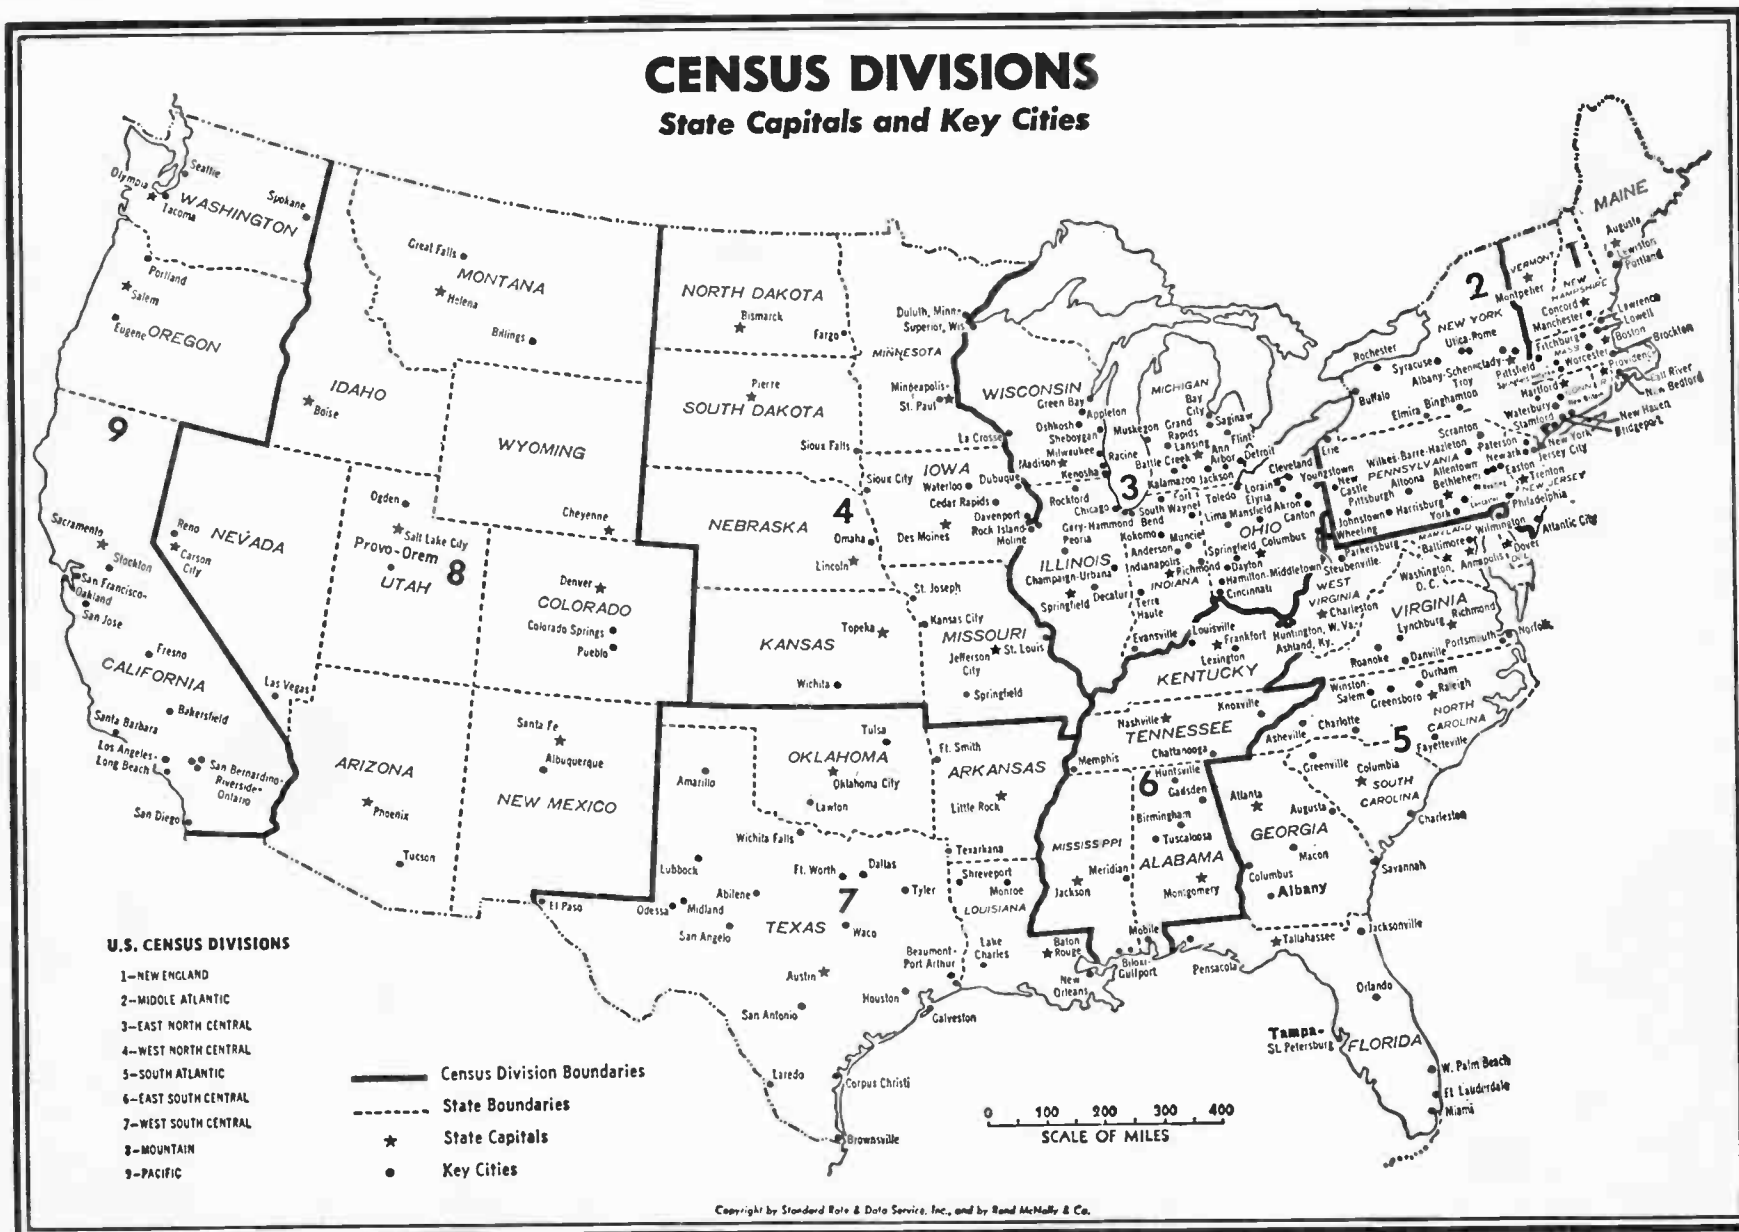 CENSUS DIVISIONS
State Capitals and Key Cities
Seattle
Olympia
Tacoma
WASHINGTON
Spokane
Portland
Salem
Eugene
OREGON
Great Falls
MONTANA
Helena
Billings
IDAHO
Boise
WYOMING
Cheyenne
NORTH DAKOTA
Bismarck
Fargo
Pierre
SOUTH DAKOTA
Sioux Falls
Duluth, Minn-
Superior, Wis
MINNESOTA
Minneapolis-
St. Paul
La Crosse
WISCONSIN
Green Bay
Appleton
Oshkosh
Sheboygan
Milwaukee
Madison
Racine
Kenosha
MICHIGAN
Bay
City
Saginaw
Muskegon
Grand
Rapids
Flint
Lansing
Battle Creek
Ann
Arbor
Detroit
Kalamazoo
Jackson
9
Sacramento
Stockton
San Francisco-
Oakland
San Jose
Fresno
CALIFORNIA
Bakersfield
Santa Barbara
Los Angeles-
Long Beach
San Bernardino-
Riverside-
Ontario
San Diego
Reno
NEVADA
Carson
City
Las Vegas
Ogden
Salt Lake City
Provo-Orem
UTAH
8
Denver
COLORADO
Colorado Springs
Pueblo
ARIZONA
Phoenix
Tucson
Santa Fe
Albuquerque
NEW MEXICO
NEBRASKA
4
Omaha
Lincoln
Sioux City
IOWA
Waterloo
Dubuque
Cedar Rapids
Davenport
Rock Island-
Moline
Des Moines
KANSAS
Topeka
Wichita
St. Joseph
Kansas City
MISSOURI
Jefferson
City
St. Louis
Springfield
3
Rockford
Chicago
Gary-Hammond
Peoria
ILLINOIS
Champaign-Urbana
Springfield
Decatur
South
Bend
Fort
Wayne
Kokomo
Muncie
Anderson
Indianapolis
Richmond
INDIANA
Terre
Haute
Evansville
Toledo
Cleveland
Lorain
Elyria
Akron
Youngstown
Lima
Mansfield
Canton
OHIO
Springfield
Columbus
Dayton
Hamilton-Middletown
Cincinnati
Steubenville
Louisville
Frankfort
Lexington
Huntington, W. Va.
Ashland, Ky.
KENTUCKY
Nashville
Knoxville
TENNESSEE
Chattanooga
Memphis
6
Huntsville
Gadsden
Birmingham
Tuscaloosa
ALABAMA
Montgomery
Mobile
MISSISSIPPI
Meridian
Jackson
Biloxi-
Gulfport
Tulsa
OKLAHOMA
Oklahoma City
Lawton
Ft. Smith
ARKANSAS
Little Rock
Amarillo
Wichita Falls
Texarkana
Lubbock
Ft. Worth
Dallas
Abilene
Tyler
Odessa
Midland
7
TEXAS
Waco
San Angelo
El Paso
Austin
Beaumont-
Port Arthur
Houston
San Antonio
Galveston
Laredo
Corpus Christi
Brownsville
Shreveport
Monroe
LOUISIANA
Lake
Charles
Baton
Rouge
New
Orleans
MAINE
Augusta
Lewiston
Portland
1
VERMONT
Montpelier
NEW
HAMPSHIRE
Concord
Manchester
Lawrence
Lowell
Boston
Brockton
Fitchburg
MASS
Worcester
Providence
Fall River
New
Bedford
Pittsfield
Hartford
Waterbury
Stamford
New Haven
Bridgeport
2
NEW YORK
Utica-Rome
Rochester
Syracuse
Albany-Schenectady-
Troy
Buffalo
Elmira
Binghamton
Erie
Scranton
Wilkes-Barre-Hazleton
PENNSYLVANIA
New
Castle
Altoona
Allentown
Bethlehem
Easton
Pittsburgh
Johnstown
Harrisburg
York
Philadelphia
Paterson
Newark
New York
Jersey City
Trenton
NEW JERSEY
Atlantic City
Wheeling
Parkersburg
WEST
VIRGINIA
Charleston
MARYLAND
Wilmington
Baltimore
Annapolis
Dover
DEL
Washington,
D. C.
VIRGINIA
Richmond
Lynchburg
Portsmouth
Norfolk
Roanoke
Danville
Winston-
Salem
Durham
Greensboro
Raleigh
NORTH
CAROLINA
Charlotte
Asheville
5
Fayetteville
Greenville
Columbia
SOUTH
CAROLINA
Charleston
Atlanta
Augusta
GEORGIA
Macon
Columbus
Albany
Savannah
Tallahassee
Jacksonville
Pensacola
Orlando
Tampa-
St. Petersburg
FLORIDA
W. Palm Beach
Ft Lauderdale
Miami
U.S. CENSUS DIVISIONS
1-NEW ENGLAND
2-MIDDLE ATLANTIC
3-EAST NORTH CENTRAL
4-WEST NORTH CENTRAL
5-SOUTH ATLANTIC
6-EAST SOUTH CENTRAL
7-WEST SOUTH CENTRAL
8-MOUNTAIN
9-PACIFIC
Census Division Boundaries
State Boundaries
State Capitals
Key Cities
0 100 200 300 400
SCALE OF MILES
Copyright by Standard Rate & Data Service, Inc., and by Rand McNally & Co.